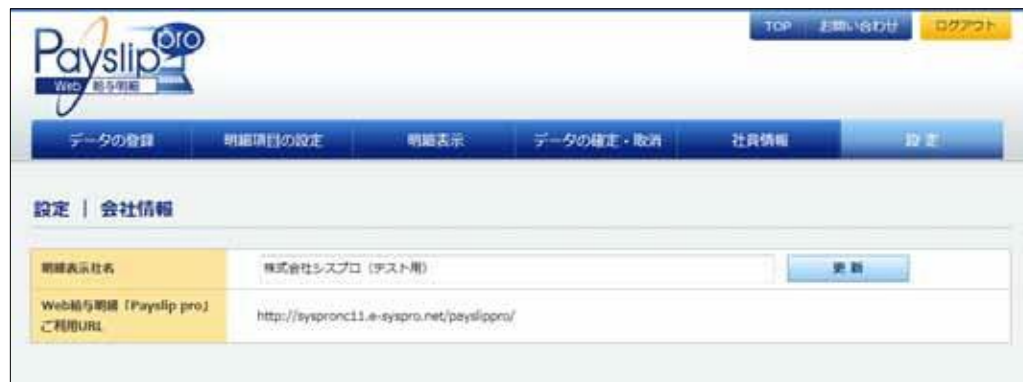 Payslip pro
Web 給与明細
TOP お問い合わせ ログアウト
データの登録 明細項目の設定 明細表示 データの確定・取消 社員情報 設定
設定 | 会社情報
明細表示社名 株式会社シスプロ（テスト用） 更新
Web給与明細「Payslip pro」
ご利用URL
http://syspronc11.e-syspro.net/payslippro/